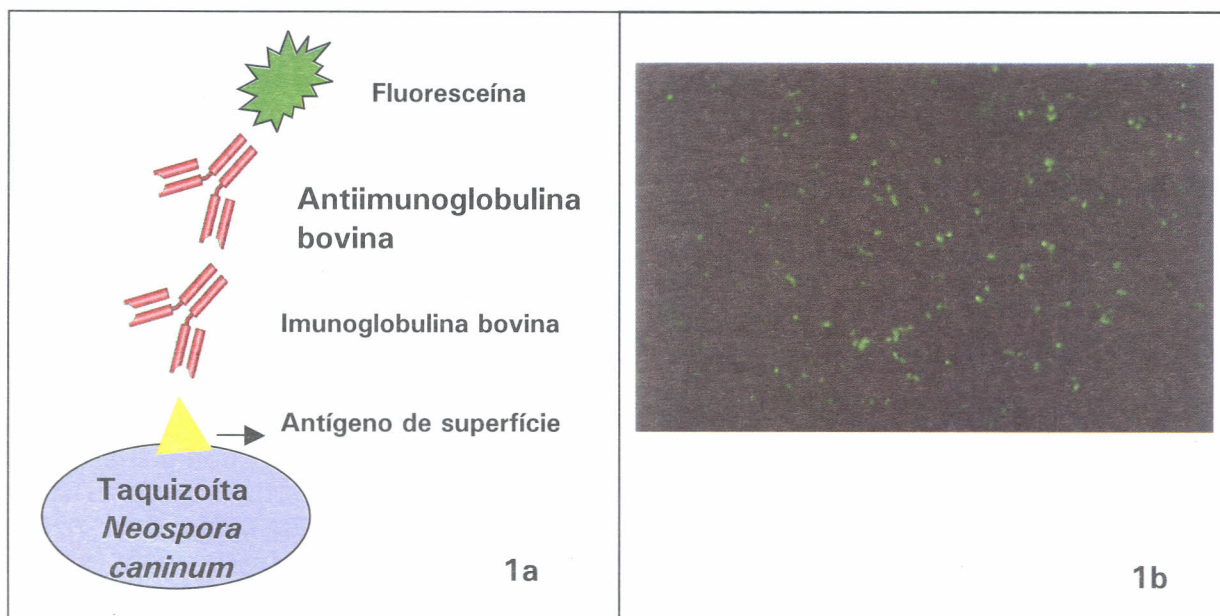 Fluoresceína
Antiimunoglobulina
bovina
Imunoglobulina bovina
Antígeno de superfície
Taquizoíta
Neospora
caninum
1a
1b